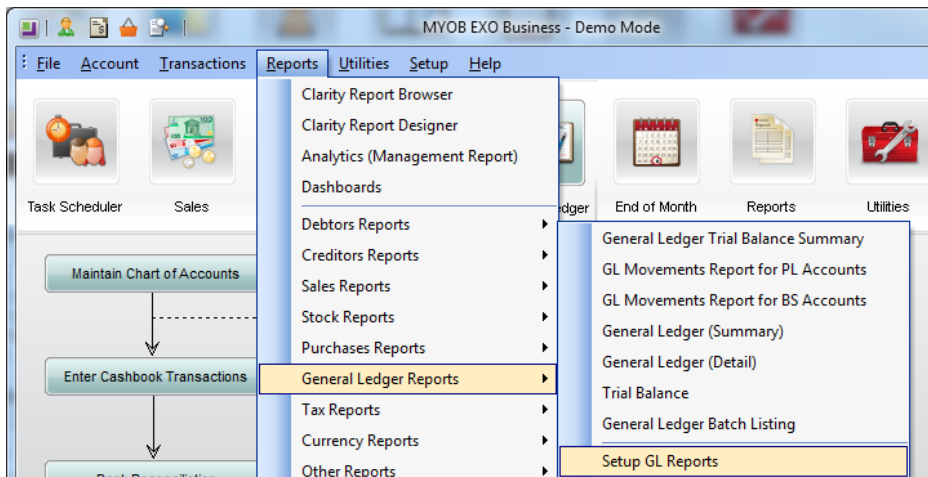 MYOB EXO Business - Demo Mode
File Account Transactions Reports Utilities Setup Help
Clarity Report Browser
Clarity Report Designer
Analytics (Management Report)
Dashboards
Debtors Reports
Creditors Reports
Sales Reports
Stock Reports
Purchases Reports
General Ledger Reports
Tax Reports
Currency Reports
Other Reports
Task Scheduler Sales End of Month Reports Utilities
General Ledger Trial Balance Summary
GL Movements Report for PL Accounts
GL Movements Report for BS Accounts
General Ledger (Summary)
General Ledger (Detail)
Trial Balance
General Ledger Batch Listing
Setup GL Reports
Maintain Chart of Accounts
Enter Cashbook Transactions